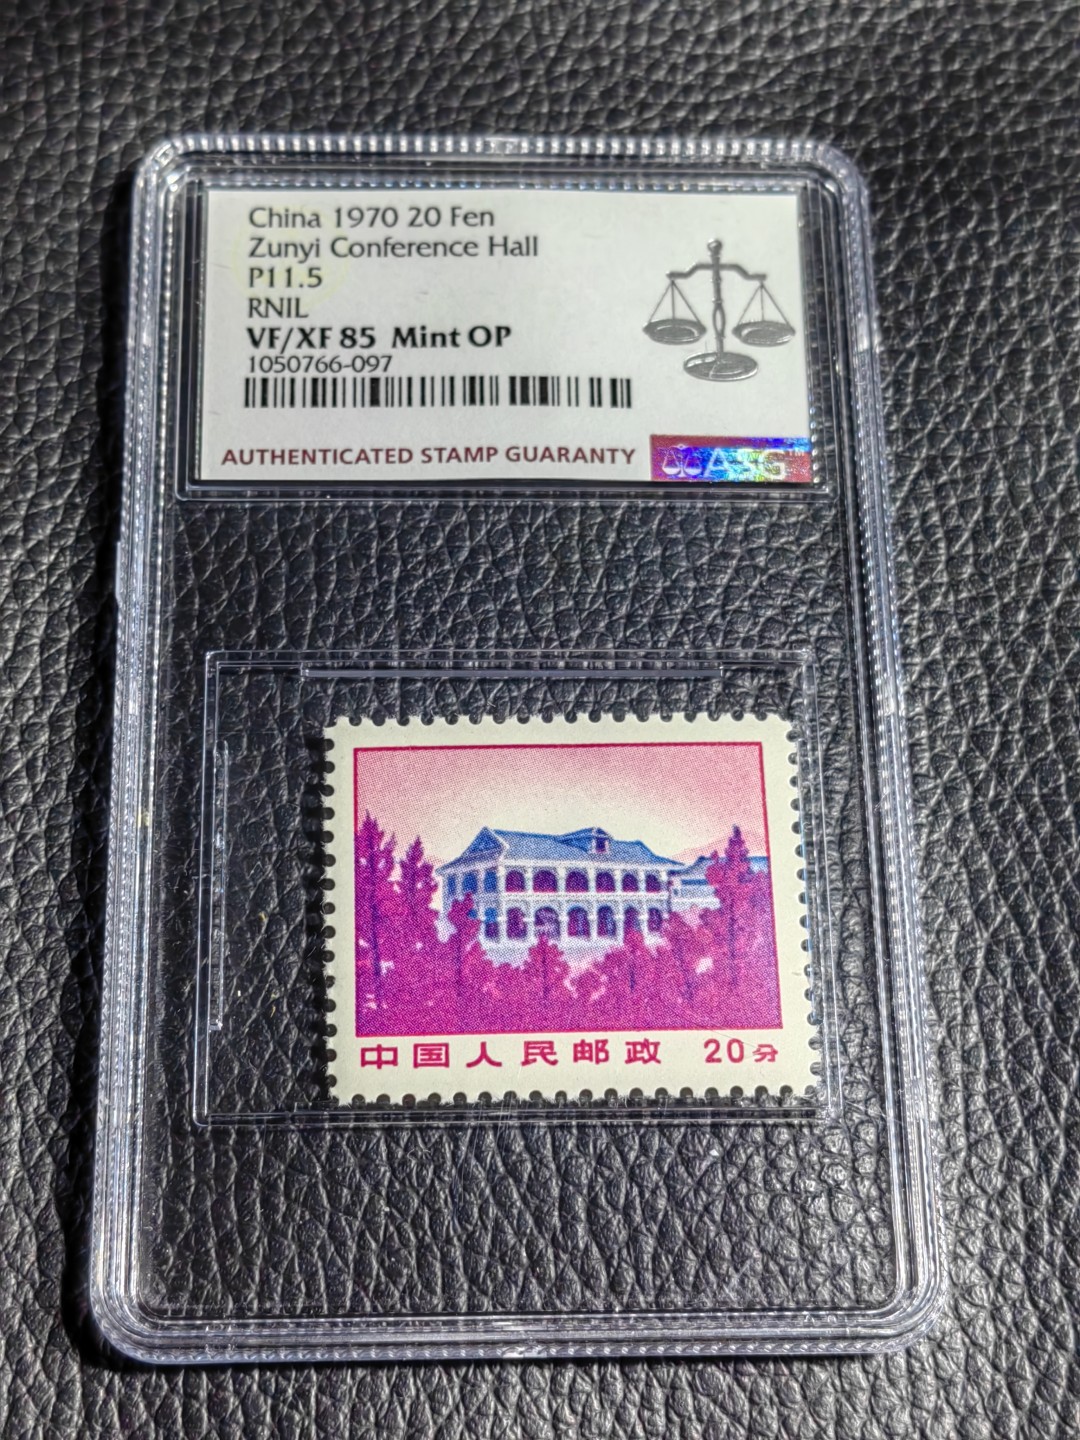 China 1970 20 Fen
Zunyi Conference Hall
P11.5
RNIL
VF/XF 85 Mint OP
1050766-097
AUTHENTICATED STAMP GUARANTY
ASG
中国人民邮政 20分